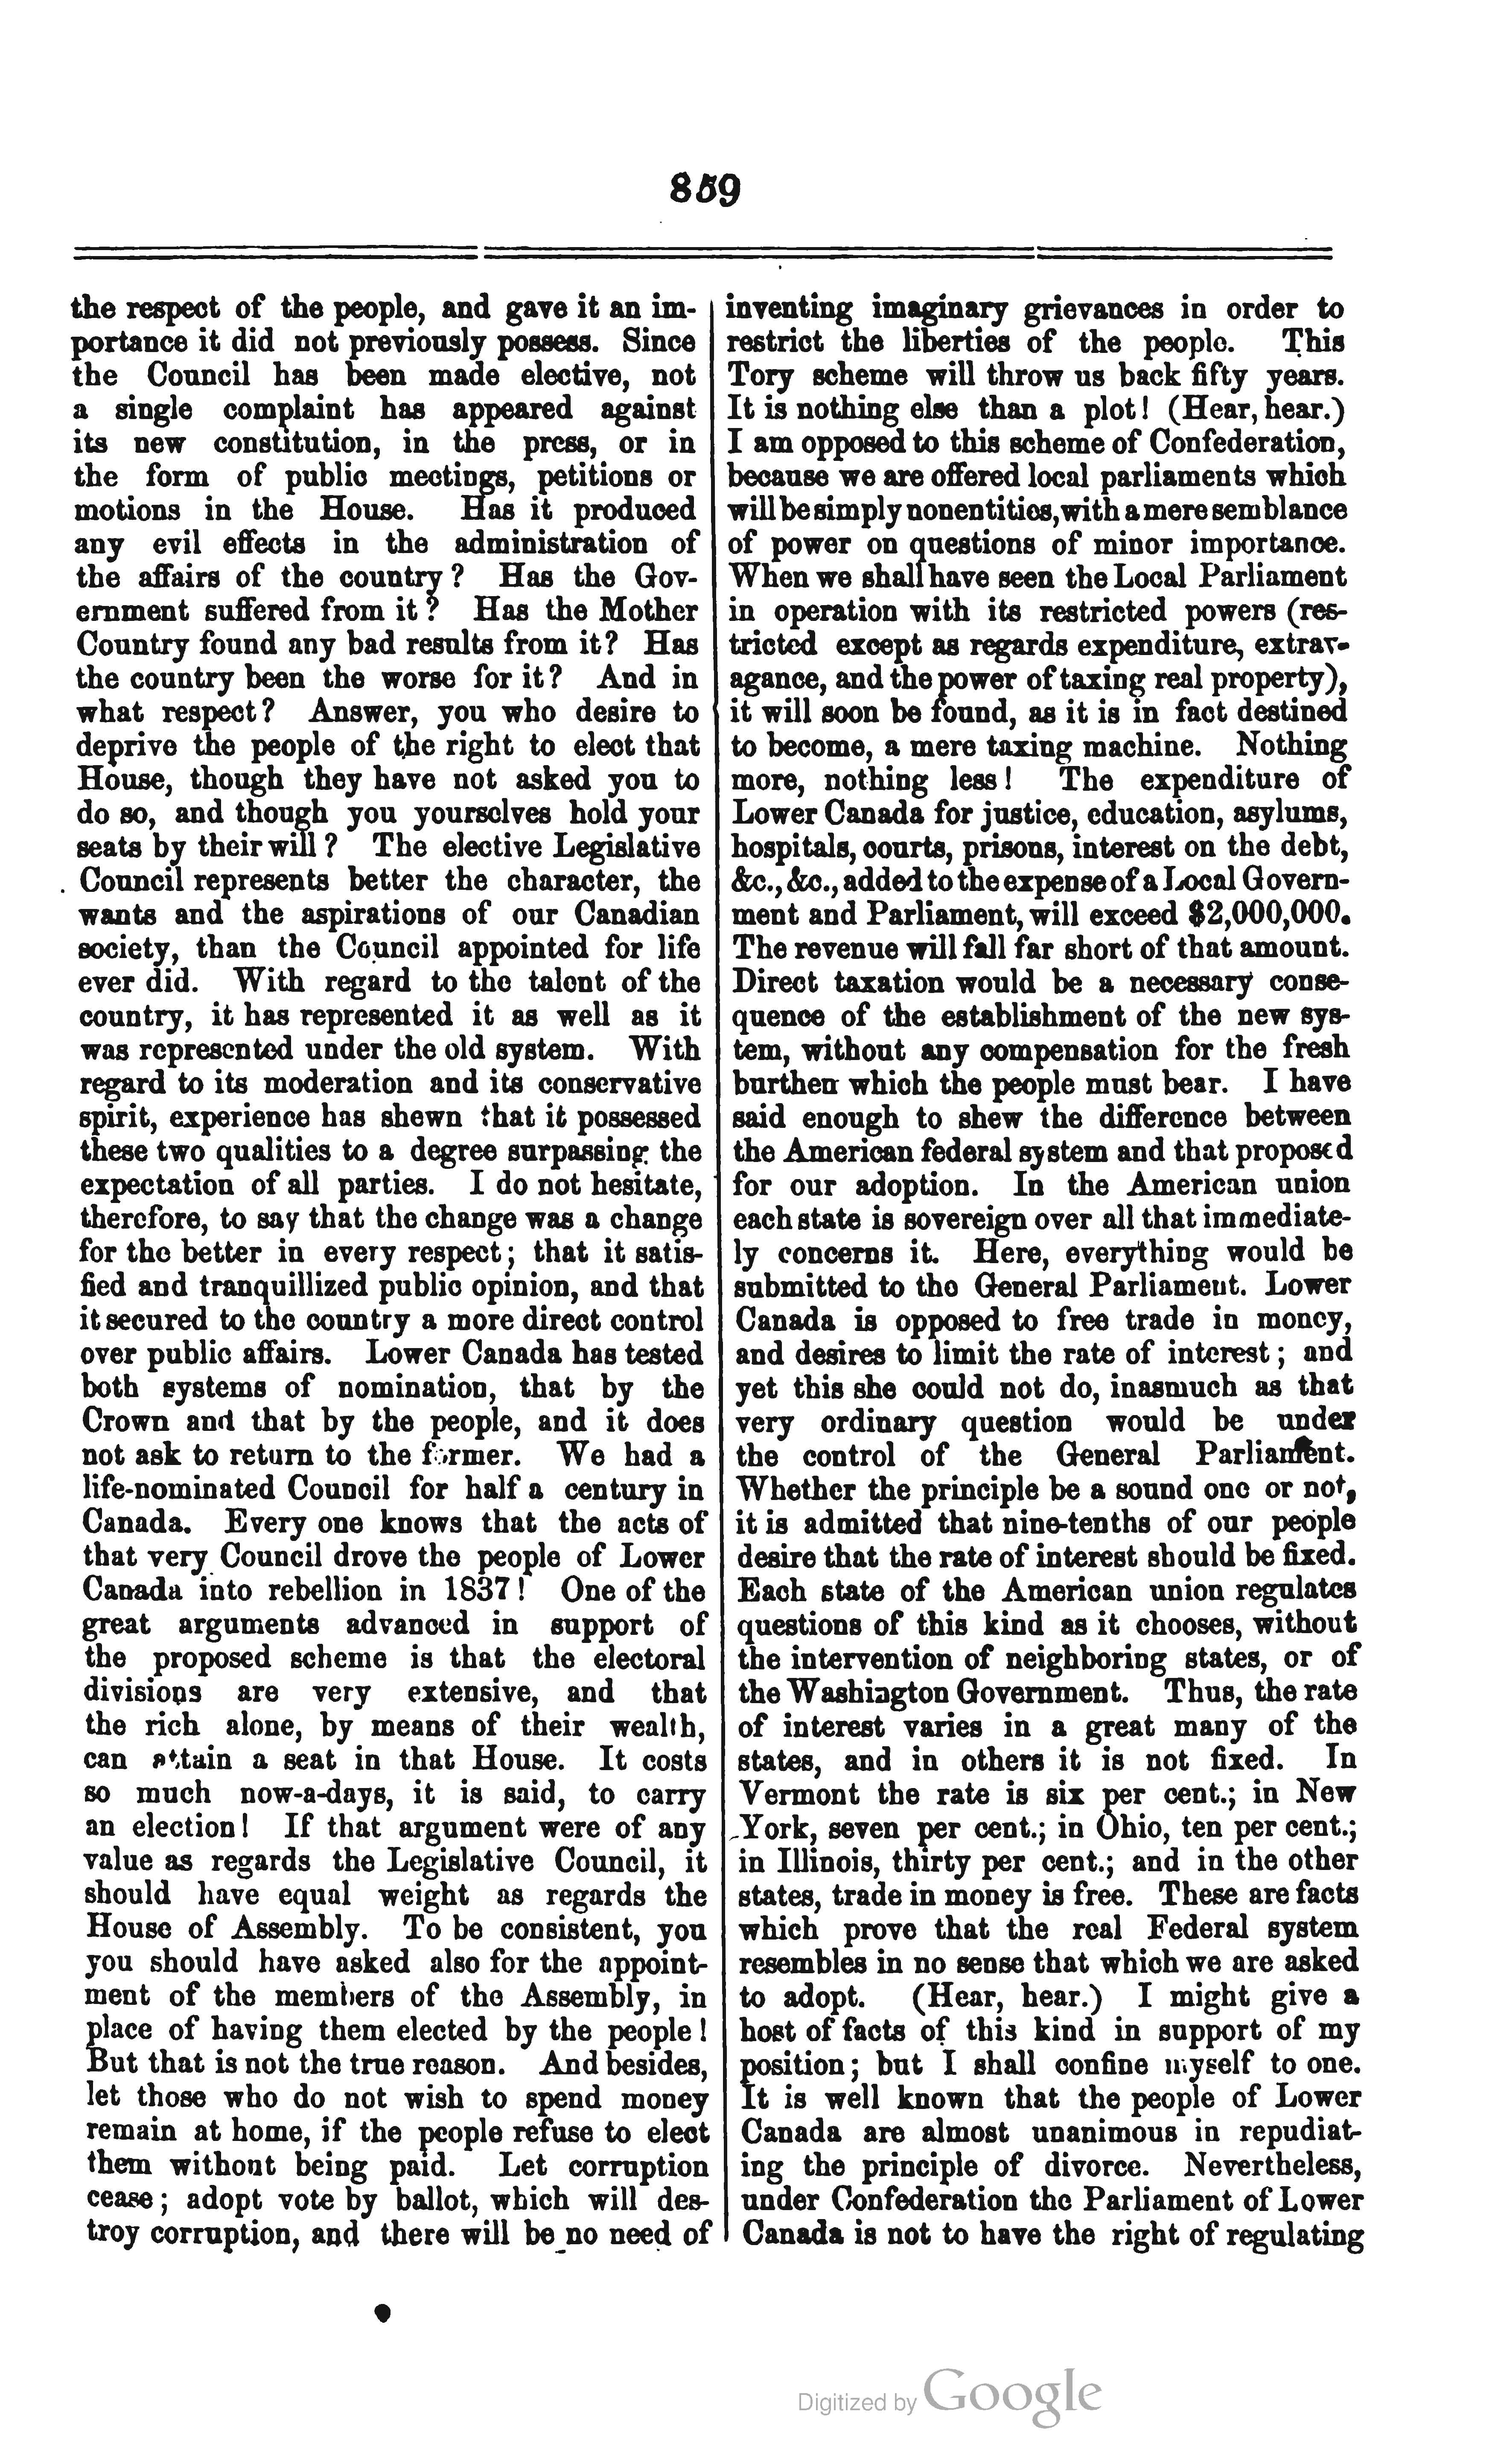 859
the respect of the people, and gave it an im-
portance it did not previously possess. Since
the Council has been made elective, not
a single complaint has appeared against
its new constitution, in the press, or in
the form of public meetings, petitions or
motions in the House. Has it produced
any evil effects in the administration of
the affairs of the country? Has the Gov-
ernment suffered from it? Has the Mother
Country found any bad results from it? Has
the country been the worse for it? And in
what respect? Answer, you who desire to
deprive the people of the right to elect that
House, though they have not asked you to
do so, and though you yourselves hold your
seats by their will? The elective Legislative
Council represents better the character, the
wants and the aspirations of our Canadian
society, than the Council appointed for life
ever did. With regard to the talent of the
country, it has represented it as well as it
was represented under the old system. With
regard to its moderation and its conservative
spirit, experience has shewn that it possessed
these two qualities to a degree surpassing the
expectation of all parties. I do not hesitate,
therefore, to say that the change was a change
for the better in every respect; that it satis-
fied and tranquillized public opinion, and that
it secured to the country a more direct control
over public affairs. Lower Canada has tested
both systems of nomination, that by the
Crown and that by the people, and it does
not ask to return to the former. We had a
life-nominated Council for half a century in
Canada. Every one knows that the acts of
that very Council drove the people of Lower
Canada into rebellion in 1837! One of the
great arguments advanced in support of
the proposed scheme is that the electoral
divisions are very extensive, and that
the rich alone, by means of their wealth,
can attain a seat in that House. It costs
so much now-a-days, it is said, to carry
an election! If that argument were of any
value as regards the Legislative Council, it
should have equal weight as regards the
House of Assembly. To be consistent, you
you should have asked also for the appoint-
ment of the members of the Assembly, in
place of having them elected by the people!
But that is not the true reason. And besides,
let those who do not wish to spend money
remain at home, if the people refuse to elect
them without being paid. Let corruption
cease; adopt vote by ballot, which will des-
troy corruption, and there will be no need of
inventing imaginary grievances in order to
restrict the liberties of the people. This
Tory scheme will throw us back fifty years.
It is nothing else than a plot! (Hear, hear.)
I am opposed to this scheme of Confederation,
because we are offered local parliaments which
will be simply nonentities, with a mere semblance
of power on questions of minor importance.
When we shall have seen the Local Parliament
in operation with its restricted powers (res-
tricted except as regards expenditure, extrav-
agance, and the power of taxing real property),
it will soon be found, as it is in fact destined
to become, a mere taxing machine. Nothing
more, nothing less! The expenditure of
Lower Canada for justice, education, asylums,
hospitals, courts, prisons, interest on the debt,
&c., &c., added to the expense of a Local Govern-
ment and Parliament, will exceed $2,000,000.
The revenue will fall far short of that amount.
Direct taxation would be a necessary conse-
quence of the establishment of the new sys-
tem, without any compensation for the fresh
burthen which the people must bear. I have
said enough to shew the difference between
the American federal system and that proposed
for our adoption. In the American union
each state is sovereign over all that immediate-
ly concerns it. Here, everything would be
submitted to the General Parliament. Lower
Canada is opposed to free trade in money,
and desires to limit the rate of interest; and
yet this she could not do, inasmuch as that
very ordinary question would be under
the control of the General Parliament.
Whether the principle be a sound one or not,
it is admitted that nine-tenths of our people
desire that the rate of interest should be fixed.
Each state of the American union regulates
questions of this kind as it chooses, without
the intervention of neighboring states, or of
the Washington Government. Thus, the rate
of interest varies in a great many of the
states, and in others it is not fixed. In
Vermont the rate is six per cent.; in New
York, seven per cent.; in Ohio, ten per cent.;
in Illinois, thirty per cent.; and in the other
states, trade in money is free. These are facts
which prove that the real Federal system
resembles in no sense that which we are asked
to adopt. (Hear, hear.) I might give a
host of facts of this kind in support of my
position; but I shall confine myself to one.
It is well known that the people of Lower
Canada are almost unanimous in repudiat-
ing the principle of divorce. Nevertheless,
under Confederation the Parliament of Lower
Canada is not to have the right of regulating
Digitized by Google